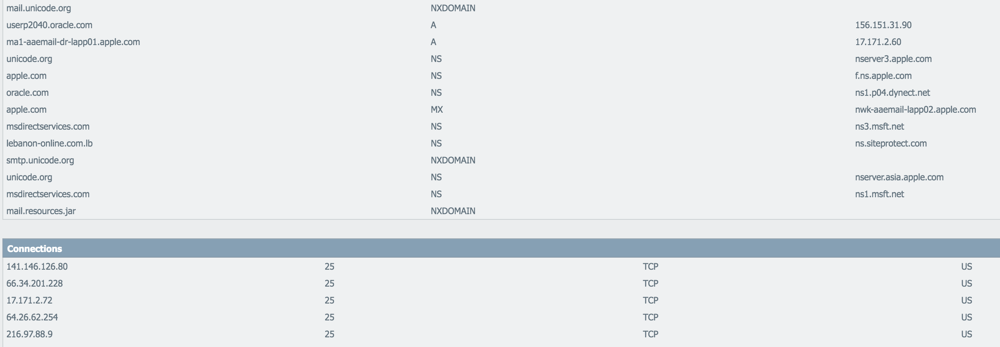 mail.unicode.org NXDOMAIN
userp2040.oracle.com A 156.151.31.90
ma1-aaemail-dr-lapp01.apple.com A 17.171.2.60
unicode.org NS nserver3.apple.com
apple.com NS f.ns.apple.com
oracle.com NS ns1.p04.dynect.net
apple.com MX nwk-aaemail-lapp02.apple.com
msdirectservices.com NS ns3.msft.net
lebanon-online.com.lb NS ns.siteprotect.com
smtp.unicode.org NXDOMAIN
unicode.org NS nserver.asia.apple.com
msdirectservices.com NS ns1.msft.net
mail.resources.jar NXDOMAIN
Connections
141.146.126.80 25 TCP US
66.34.201.228 25 TCP US
17.171.2.72 25 TCP US
64.26.62.254 25 TCP US
216.97.88.9 25 TCP US